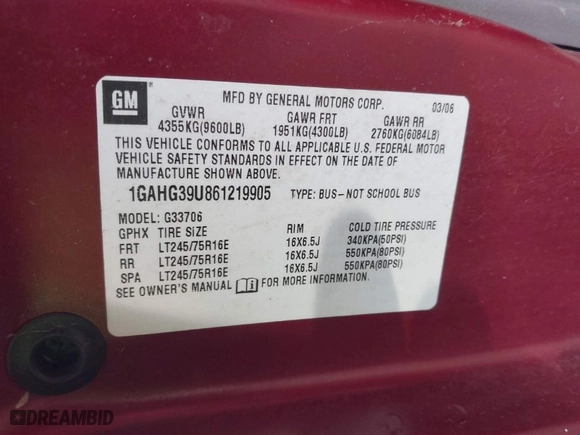 GM
MFD BY GENERAL MOTORS CORP. 03/06
GVWR GAWR FRT GAWR RR
4355KG(9600LB) 1951KG(4300LB) 2760KG(6084LB)
THIS VEHICLE CONFORMS TO ALL APPLICABLE U.S. FEDERAL MOTOR
VEHICLE SAFETY STANDARDS IN EFFECT ON THE DATE OF
MANUFACTURE SHOWN ABOVE.
1GAHG39U861219905 TYPE: BUS–NOT SCHOOL BUS
MODEL: G33706
GPHX TIRE SIZE RIM COLD TIRE PRESSURE
FRT LT245/75R16E 16X6.5J 340KPA(50PSI)
RR LT245/75R16E 16X6.5J 550KPA(80PSI)
SPA LT245/75R16E 16X6.5J 550KPA(80PSI)
SEE OWNER'S MANUAL i FOR MORE INFORMATION.
DREAMBID